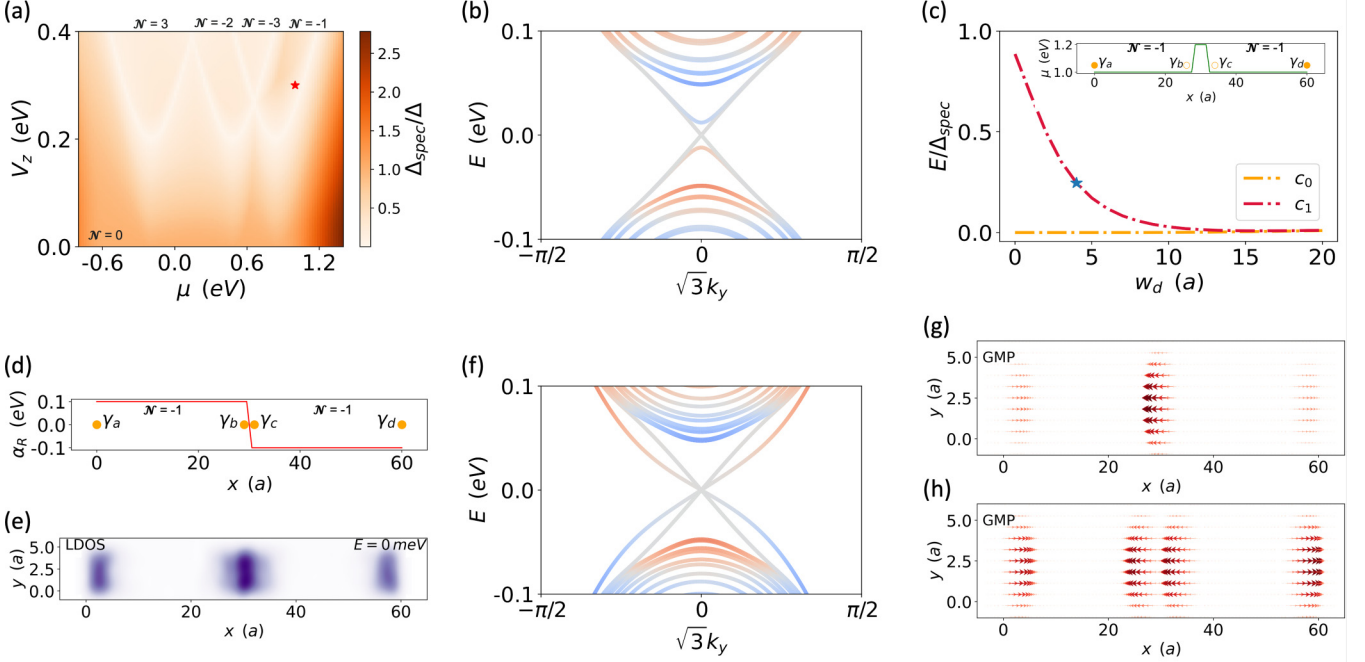 (a)
𝒩 = 3
𝒩 = -2
𝒩 = -3
𝒩 = -1
0.4
0.2
0.0
V_z (eV)
𝒩 = 0
-0.6
0.0
0.6
1.2
μ (eV)
2.5
2.0
1.5
1.0
0.5
Δ_spec/Δ
(b)
0.1
0.0
-0.1
E (eV)
−π/2
0
π/2
√3k_y
(c)
1.0
0.5
0.0
E/Δ_spec
1.2
1.0
μ (eV)
𝒩 = -1
𝒩 = -1
γ_a
γ_b
γ_c
γ_d
0
20
40
60
x (a)
c_0
c_1
0
5
10
15
20
w_d (a)
(d)
0.1
0.0
-0.1
α_R (eV)
𝒩 = -1
𝒩 = -1
γ_a
γ_b
γ_c
γ_d
0
20
40
60
x (a)
(e)
LDOS
E = 0 meV
5.0
2.5
0.0
y (a)
0
20
40
60
x (a)
(f)
0.1
0.0
-0.1
E (eV)
−π/2
0
π/2
√3k_y
(g)
GMP
5.0
2.5
0.0
y (a)
0
20
40
60
x (a)
(h)
GMP
5.0
2.5
0.0
y (a)
0
20
40
60
x (a)